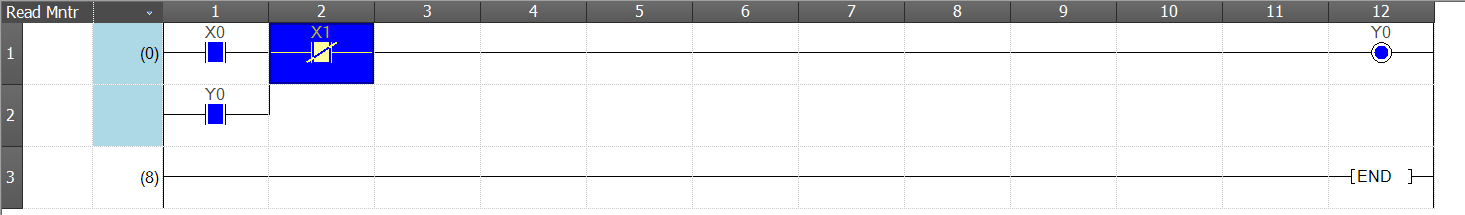 Read Mntr 1 2 3 4 5 6 7 8 9 10 11 12
X0 X1 Y0
1 (0)
Y0
2
3 (8) [END ]